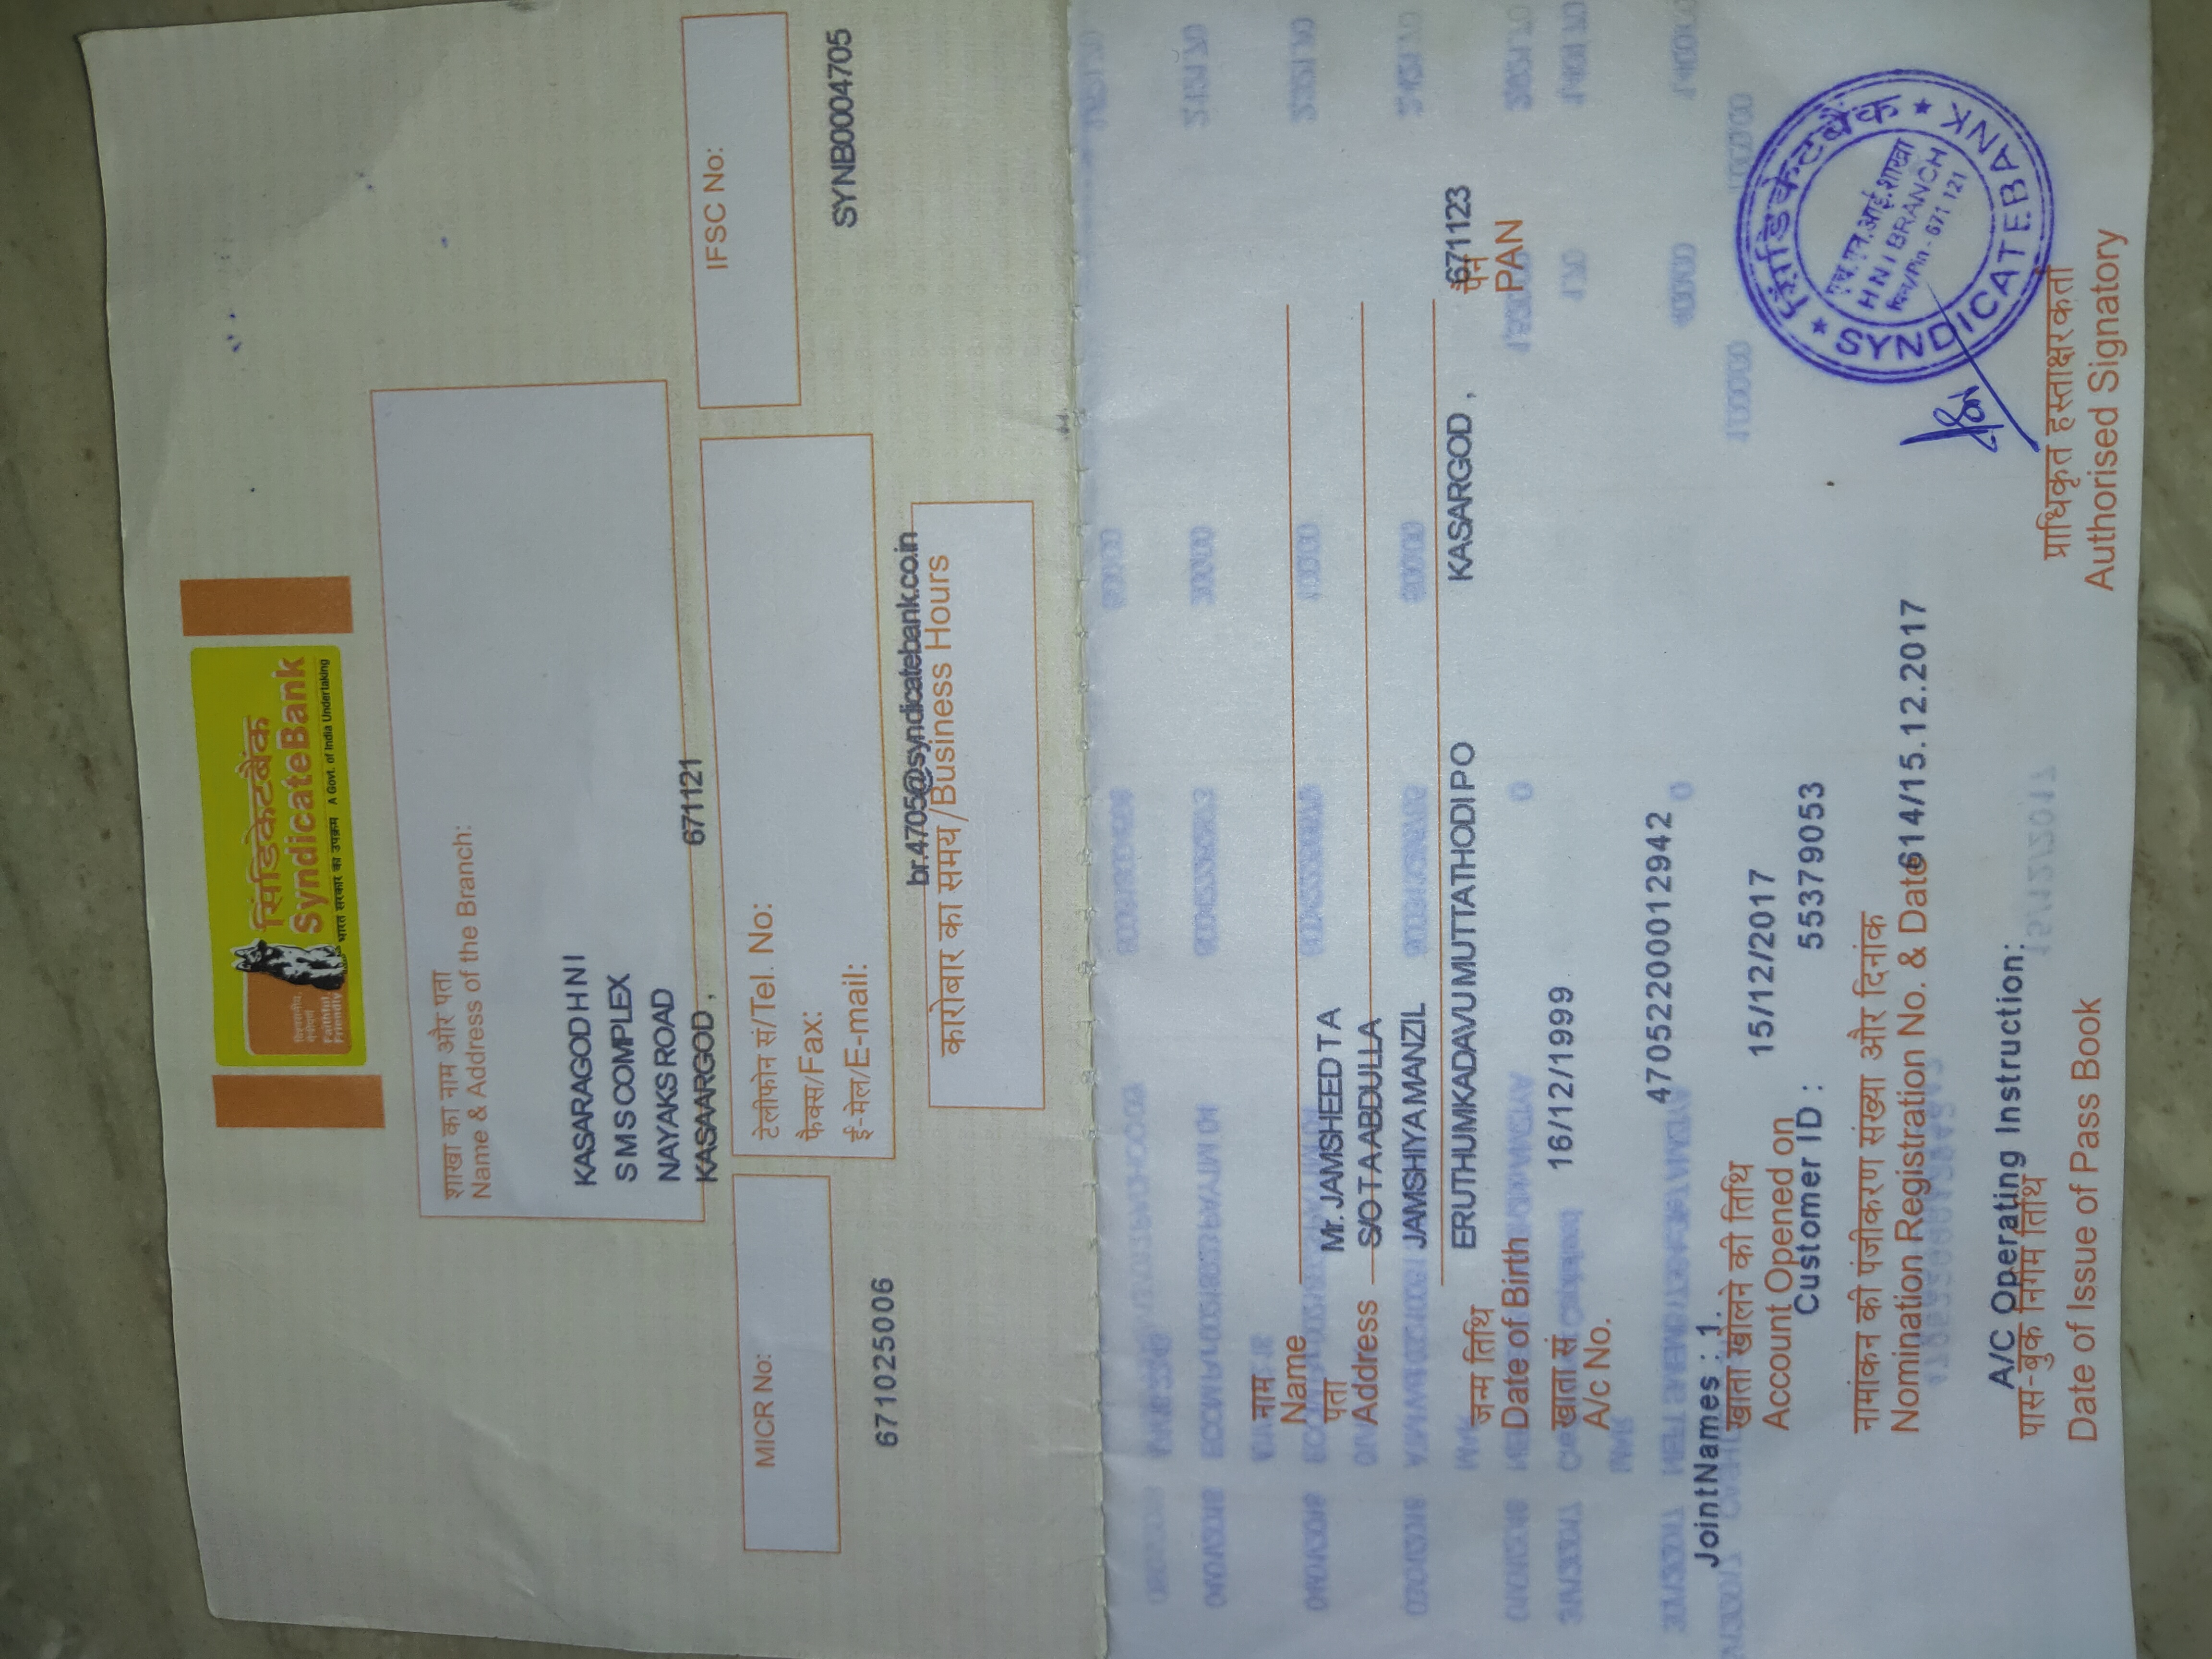 विश्वसनीय,
Faithful
Friendly
सिंडिकेटबैंक
SyndicateBank
भारत सरकार का उपक्रम A Govt. of India Undertaking
शाखा का नाम और पता
Name & Address of the Branch:
KASARAGOD H N I
S M S COMPLEX
NAYAKS ROAD
KASAARGOD , 671121
MICR No:
671025006
टेलीफोन सं/Tel. No:
फैक्स/Fax:
ई-मेल/E-mail:
br.4705@syndicatebank.co.in
IFSC No:
SYNB0004705
कारोबार का समय/Business Hours
नाम
Name
Mr. JAMSHEED T A
पता
S/O T A ABDULLA
Address
JAMSHIYA MANZIL
ERUTHUMKADAVU MUTTATHODI P O KASARGOD , 671123
जन्म तिथि
Date of Birth
16/12/1999
पैन
PAN
खाता सं
A/c No.
47052200012942
JointNames : 1.
खाता खोलने की तिथि
Account Opened on
15/12/2017
Customer ID : 55379053
नामांकन की पंजीकरण संख्या और दिनांक
Nomination Registration No. & Date 614/15.12.2017
A/C Operating Instruction:
पास-बुक निर्गम तिथि
Date of Issue of Pass Book
प्राधिकृत हस्ताक्षरकर्ता
Authorised Signatory
सिंडिकेटबैंक
एच.एन.आई.शाखा
H N I BRANCH
पिन/Pin - 671 121
SYNDICATEBANK